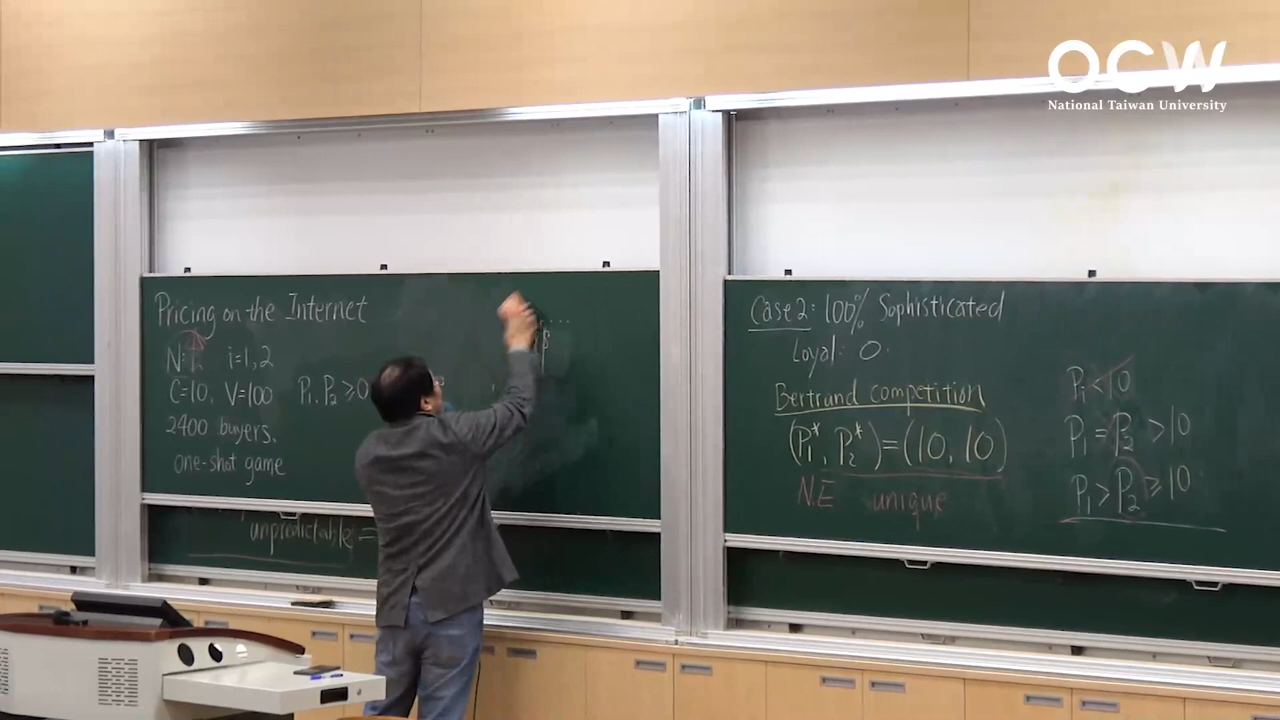 OCW
National Taiwan University
Pricing on the Internet
N: i=1,2
C=10, V=100 P₁, P₂ ≥0
2400 buyers.
one-shot game
unpredictable =
Case 2: 100% Sophisticated
Loyal: 0.
Bertrand competition
(P₁*, P₂*)=(10, 10)
N.E unique
P₁<10
P₁=P₂>10
P₁>P₂≥10